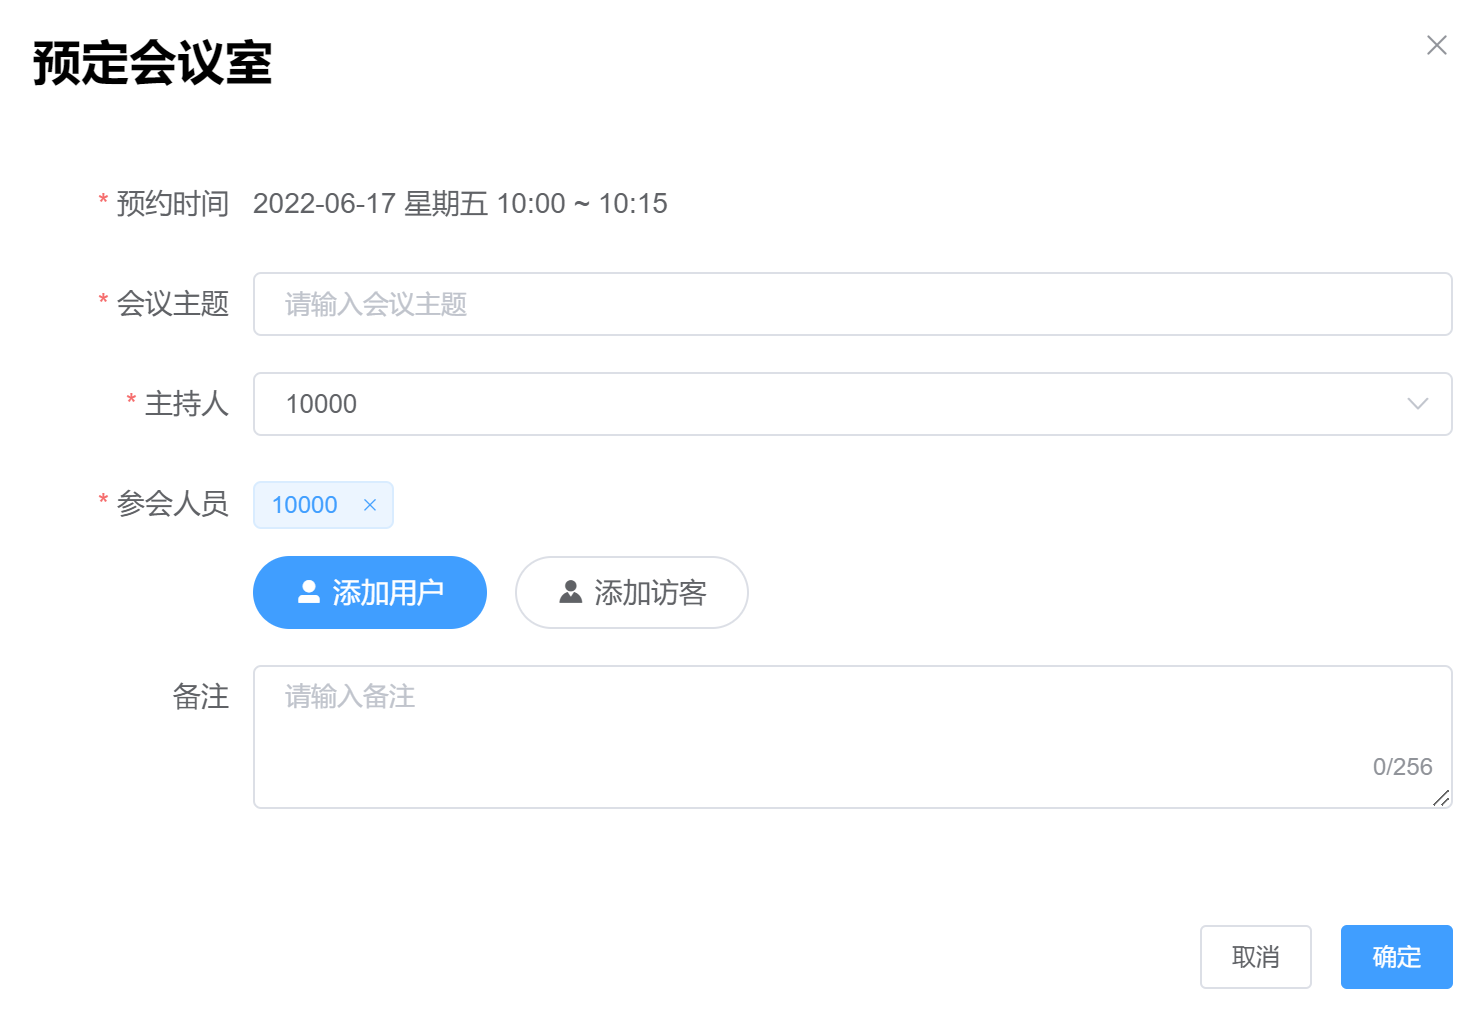 预定会议室
* 预约时间 2022-06-17 星期五 10:00 ~ 10:15
* 会议主题 请输入会议主题
* 主持人 10000
* 参会人员 10000
添加用户 添加访客
备注 请输入备注
0/256
取消 确定